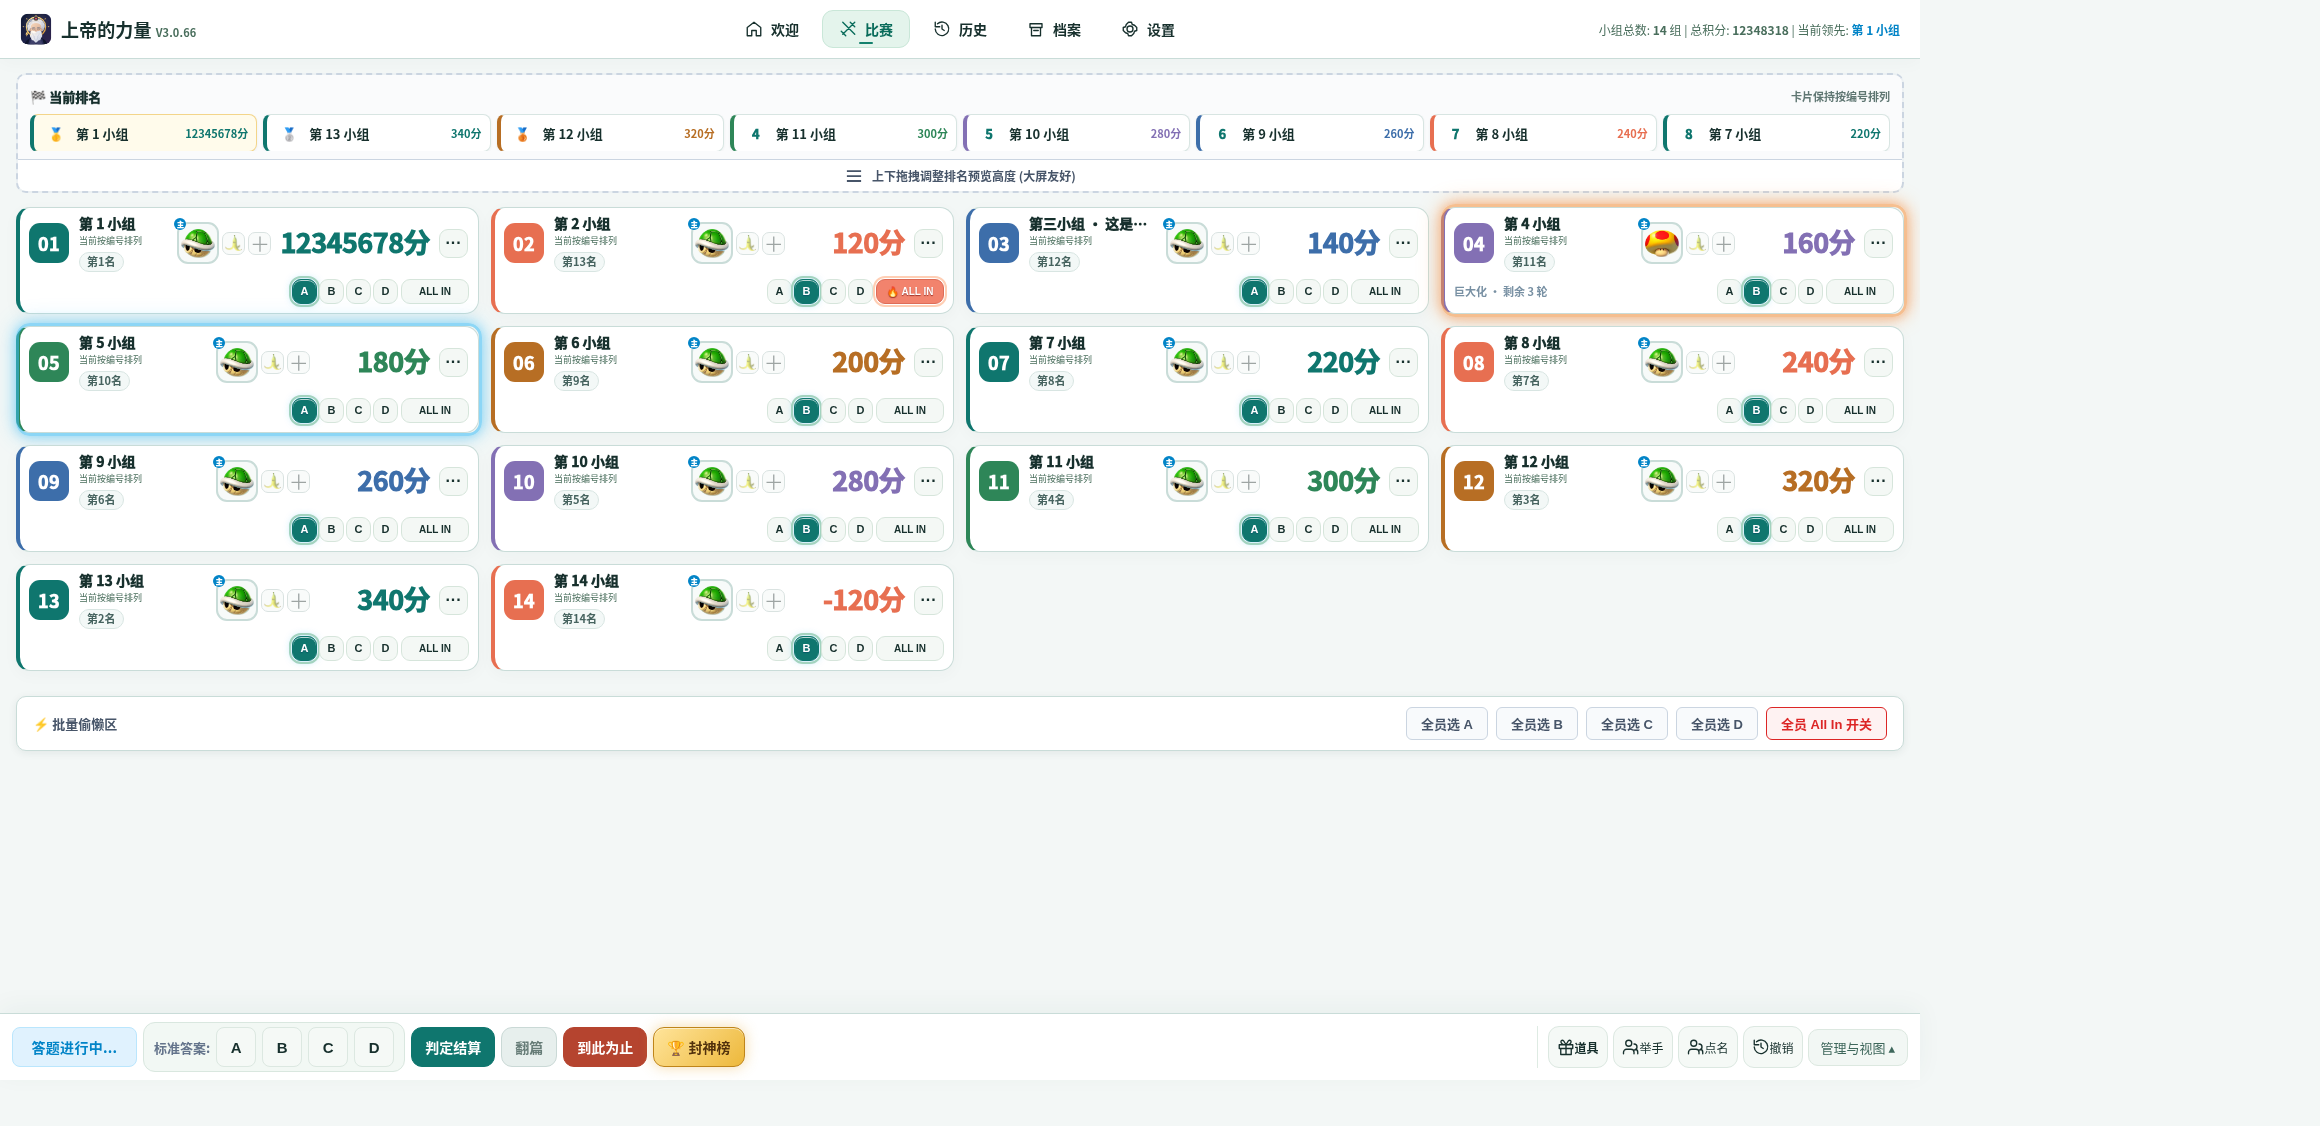 上帝的力量 V3.0.66
欢迎 比赛 历史 档案 设置
小组总数: 14 组 | 总积分: 12348318 | 当前领先: 第 1 小组
当前排名
卡片保持按编号排列
第 1 小组 12345678分
第 13 小组 340分
第 12 小组 320分
4 第 11 小组 300分
5 第 10 小组 280分
6 第 9 小组 260分
7 第 8 小组 240分
8 第 7 小组 220分
上下拖拽调整排名预览高度 (大屏友好)
01 第 1 小组 当前按编号排列 第1名 主 12345678分 ···
A B C D ALL IN
02 第 2 小组 当前按编号排列 第13名 主 120分 ···
A B C D ALL IN
03 第三小组 · 这是··· 当前按编号排列 第12名 主 140分 ···
A B C D ALL IN
04 第 4 小组 当前按编号排列 第11名 主 160分 ···
巨大化 · 剩余 3 轮 A B C D ALL IN
05 第 5 小组 当前按编号排列 第10名 主 180分 ···
A B C D ALL IN
06 第 6 小组 当前按编号排列 第9名 主 200分 ···
A B C D ALL IN
07 第 7 小组 当前按编号排列 第8名 主 220分 ···
A B C D ALL IN
08 第 8 小组 当前按编号排列 第7名 主 240分 ···
A B C D ALL IN
09 第 9 小组 当前按编号排列 第6名 主 260分 ···
A B C D ALL IN
10 第 10 小组 当前按编号排列 第5名 主 280分 ···
A B C D ALL IN
11 第 11 小组 当前按编号排列 第4名 主 300分 ···
A B C D ALL IN
12 第 12 小组 当前按编号排列 第3名 主 320分 ···
A B C D ALL IN
13 第 13 小组 当前按编号排列 第2名 主 340分 ···
A B C D ALL IN
14 第 14 小组 当前按编号排列 第14名 主 -120分 ···
A B C D ALL IN
批量偷懒区
全员选 A 全员选 B 全员选 C 全员选 D 全员 All In 开关
答题进行中... 标准答案: A B C D 判定结算 翻篇 到此为止 封神榜
道具 举手 点名 撤销 管理与视图 ▴